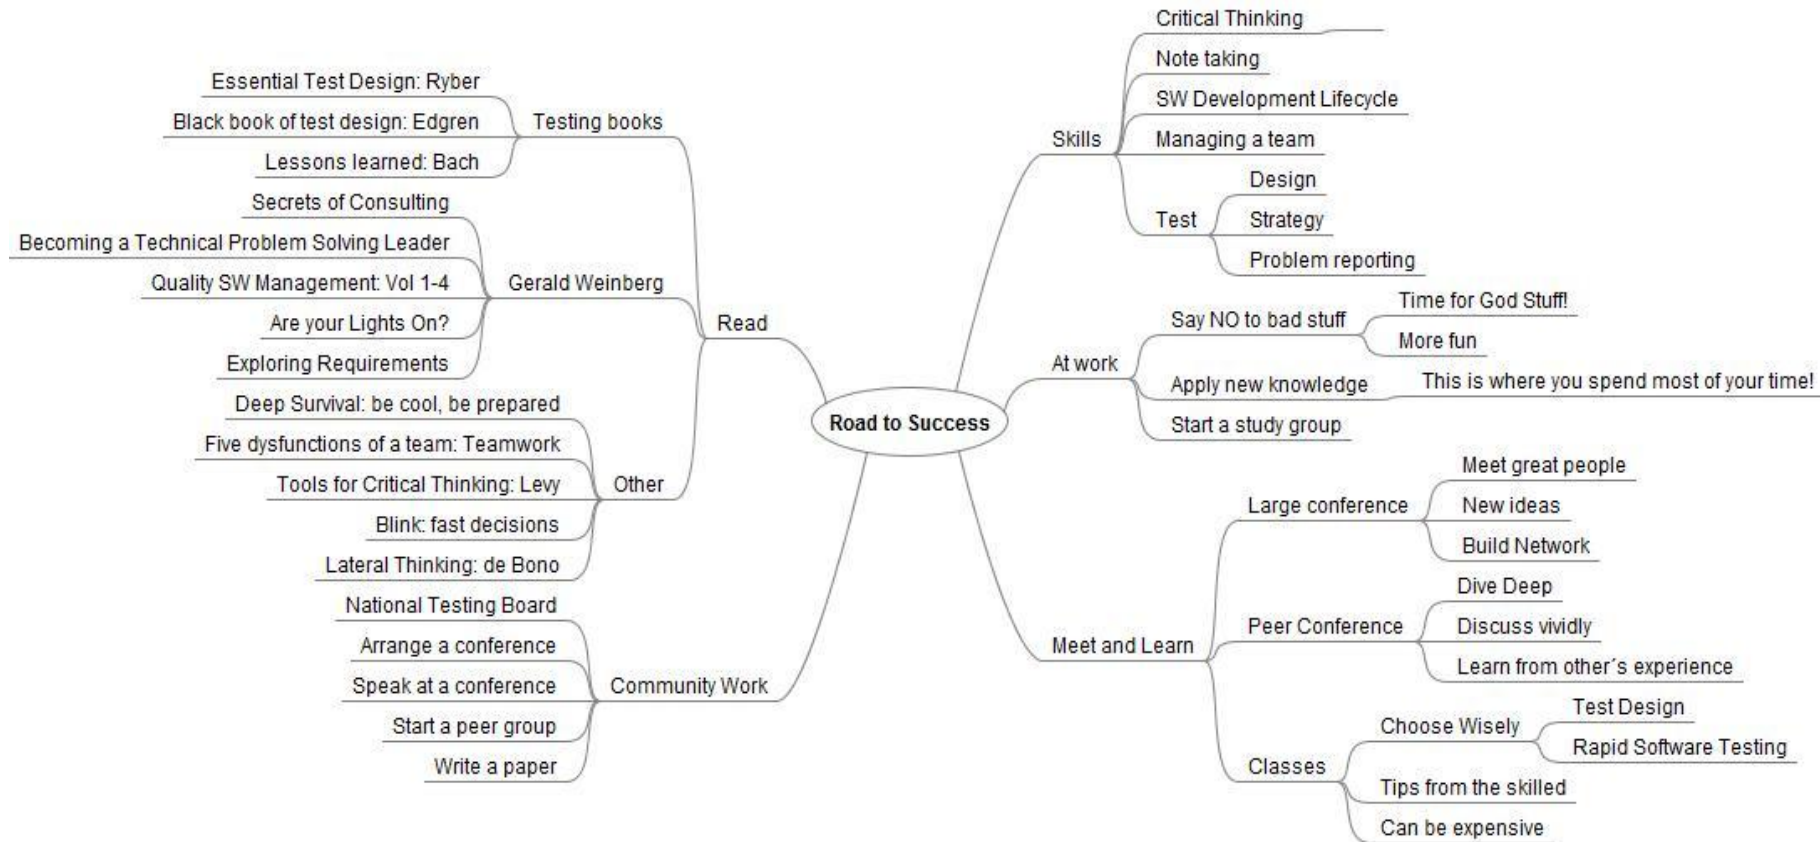 Road to Success
Skills
Critical Thinking
Note taking
SW Development Lifecycle
Managing a team
Test
Design
Strategy
Problem reporting
At work
Say NO to bad stuff
Time for God Stuff!
More fun
Apply new knowledge
This is where you spend most of your time!
Start a study group
Meet and Learn
Large conference
Meet great people
New ideas
Build Network
Peer Conference
Dive Deep
Discuss vividly
Learn from other´s experience
Classes
Choose Wisely
Test Design
Rapid Software Testing
Tips from the skilled
Can be expensive
Read
Testing books
Essential Test Design: Ryber
Black book of test design: Edgren
Lessons learned: Bach
Gerald Weinberg
Secrets of Consulting
Becoming a Technical Problem Solving Leader
Quality SW Management: Vol 1-4
Are your Lights On?
Exploring Requirements
Other
Deep Survival: be cool, be prepared
Five dysfunctions of a team: Teamwork
Tools for Critical Thinking: Levy
Blink: fast decisions
Lateral Thinking: de Bono
Community Work
National Testing Board
Arrange a conference
Speak at a conference
Start a peer group
Write a paper